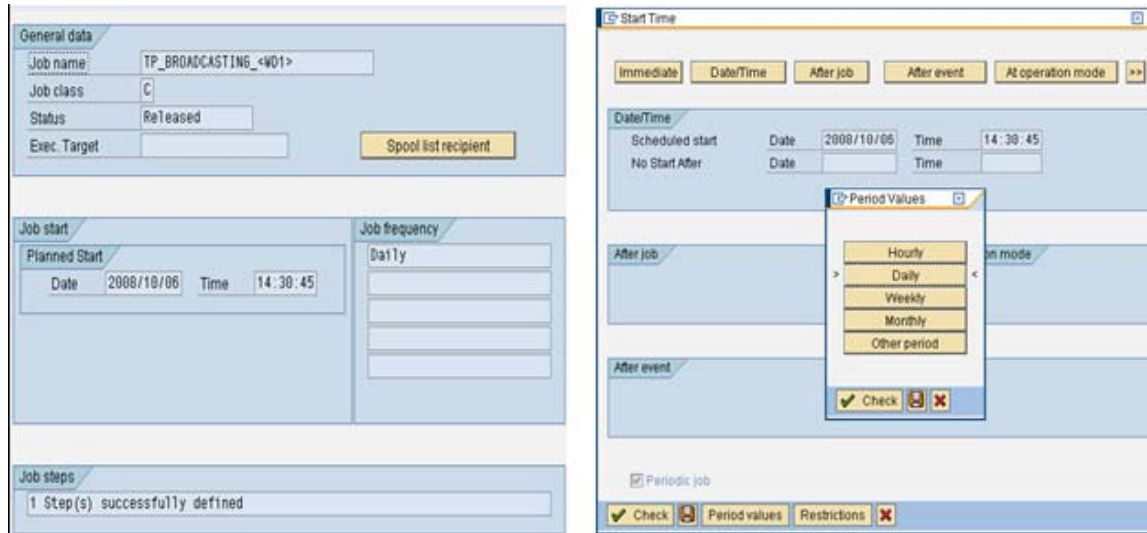 General data
Job name TP_BROADCASTING_<WD1>
Job class C
Status Released
Exec. Target Spool list recipient
Job start
Planned Start
Date 2008/10/06 Time 14:30:45
Job frequency
Daily
Job steps
1 Step(s) successfully defined
Start Time
Immediate Date/Time After job After event At operation mode >>
Date/Time
Scheduled start Date 2008/10/06 Time 14:30:45
No Start After Date Time
After job on mode
After event
Period Values
Hourly
> Daily <
Weekly
Monthly
Other period
Check
Periodic job
Check Period values Restrictions